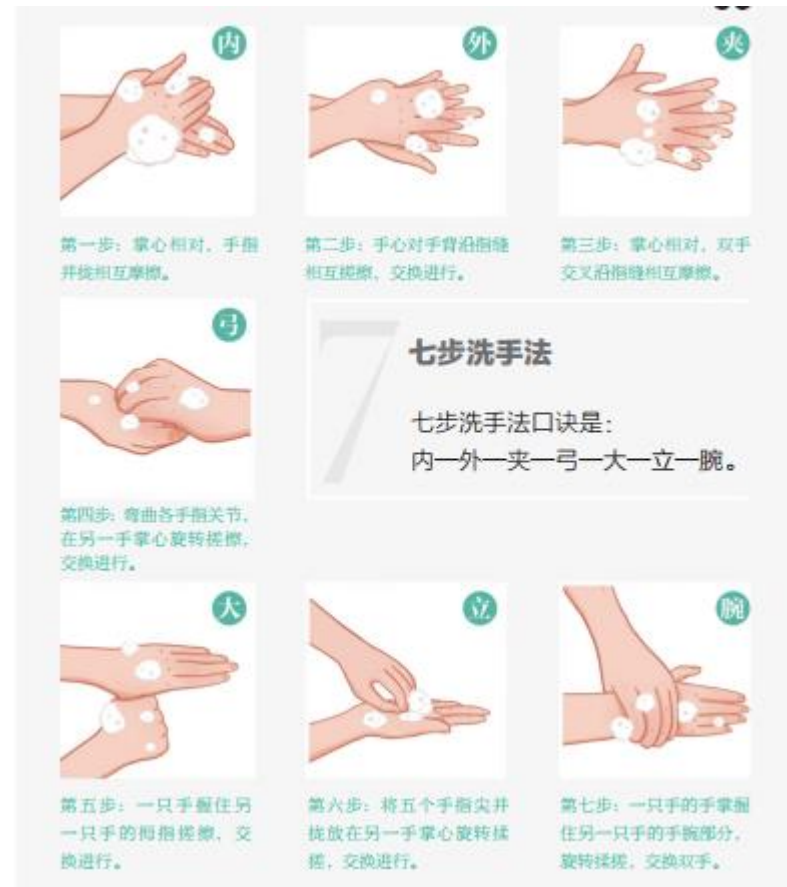 内
第一步：掌心相对，手指
并拢相互摩擦。
外
第二步：手心对手背沿指缝
相互搓擦，交换进行。
夹
第三步：掌心相对，双手
交叉沿指缝相互摩擦。
弓
第四步：弯曲各手指关节，
在另一手掌心旋转搓擦，
交换进行。
7
七步洗手法
七步洗手法口诀是：
内—外—夹—弓—大—立—腕。
大
第五步：一只手握住另
一只手的拇指搓擦，交
换进行。
立
第六步：将五个手指尖并
拢放在另一手掌心旋转揉
搓，交换进行。
腕
第七步：一只手的手掌握
住另一只手的手腕部分，
旋转揉搓，交换双手。